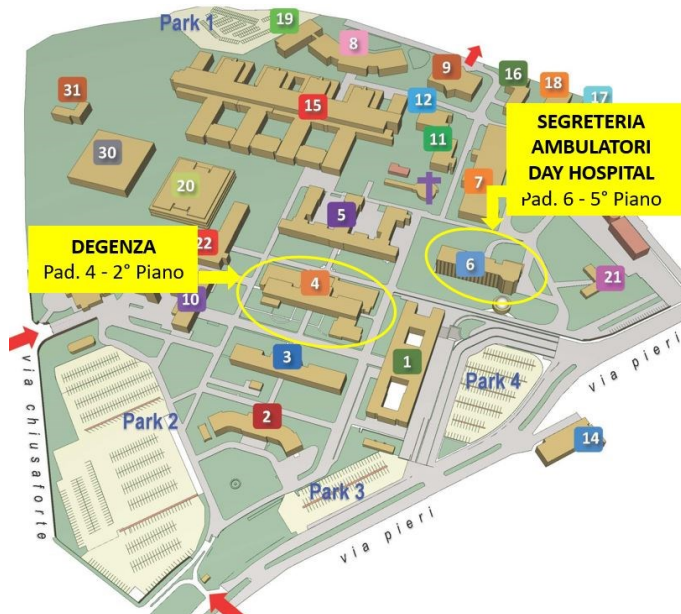 19
Park 1
8
9
16
18
17
31
15
12
SEGRETERIA
AMBULATORI
DAY HOSPITAL
Pad. 6 - 5° Piano
11
30
20
7
5
DEGENZA
Pad. 4 - 2° Piano
22
6
21
4
10
3
1
Park 4
via pieri
via chiusaforte
Park 2
2
14
Park 3
via pieri